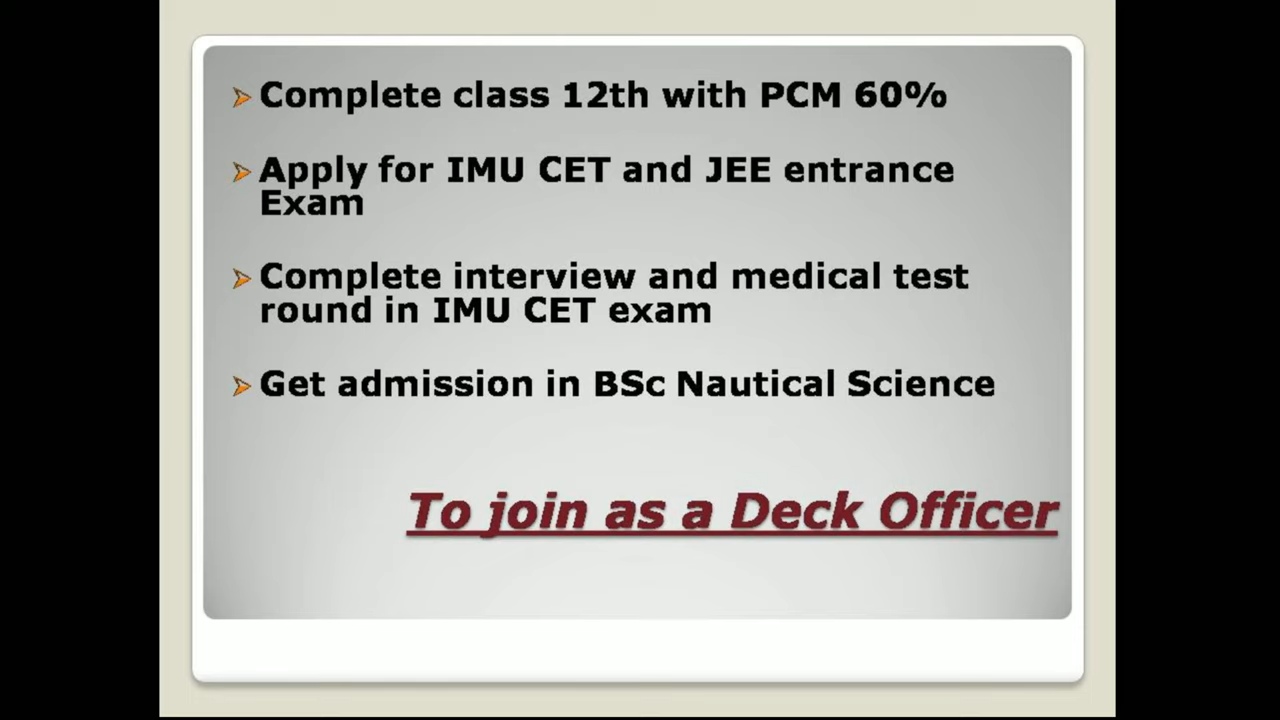 Complete class 12th with PCM 60%
Apply for IMU CET and JEE entrance
Exam
Complete interview and medical test
round in IMU CET exam
Get admission in BSc Nautical Science
To join as a Deck Officer